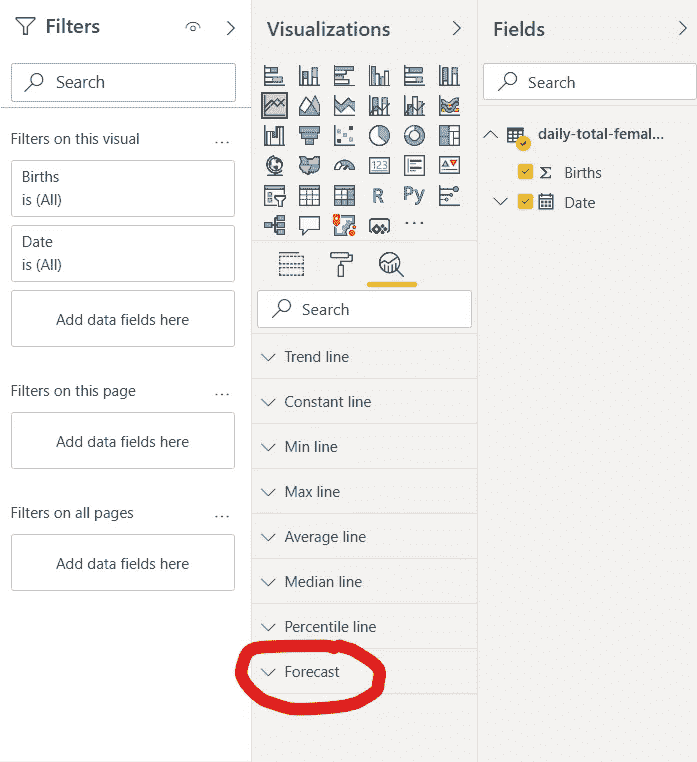 Filters
Search
Filters on this visual
...
Births
is (All)
Date
is (All)
Add data fields here
Filters on this page
...
Add data fields here
Filters on all pages
...
Add data fields here
Visualizations
123
R
Py
...
Search
Trend line
Constant line
Min line
Max line
Average line
Median line
Percentile line
Forecast
Fields
Search
daily-total-femal...
Σ Births
Date